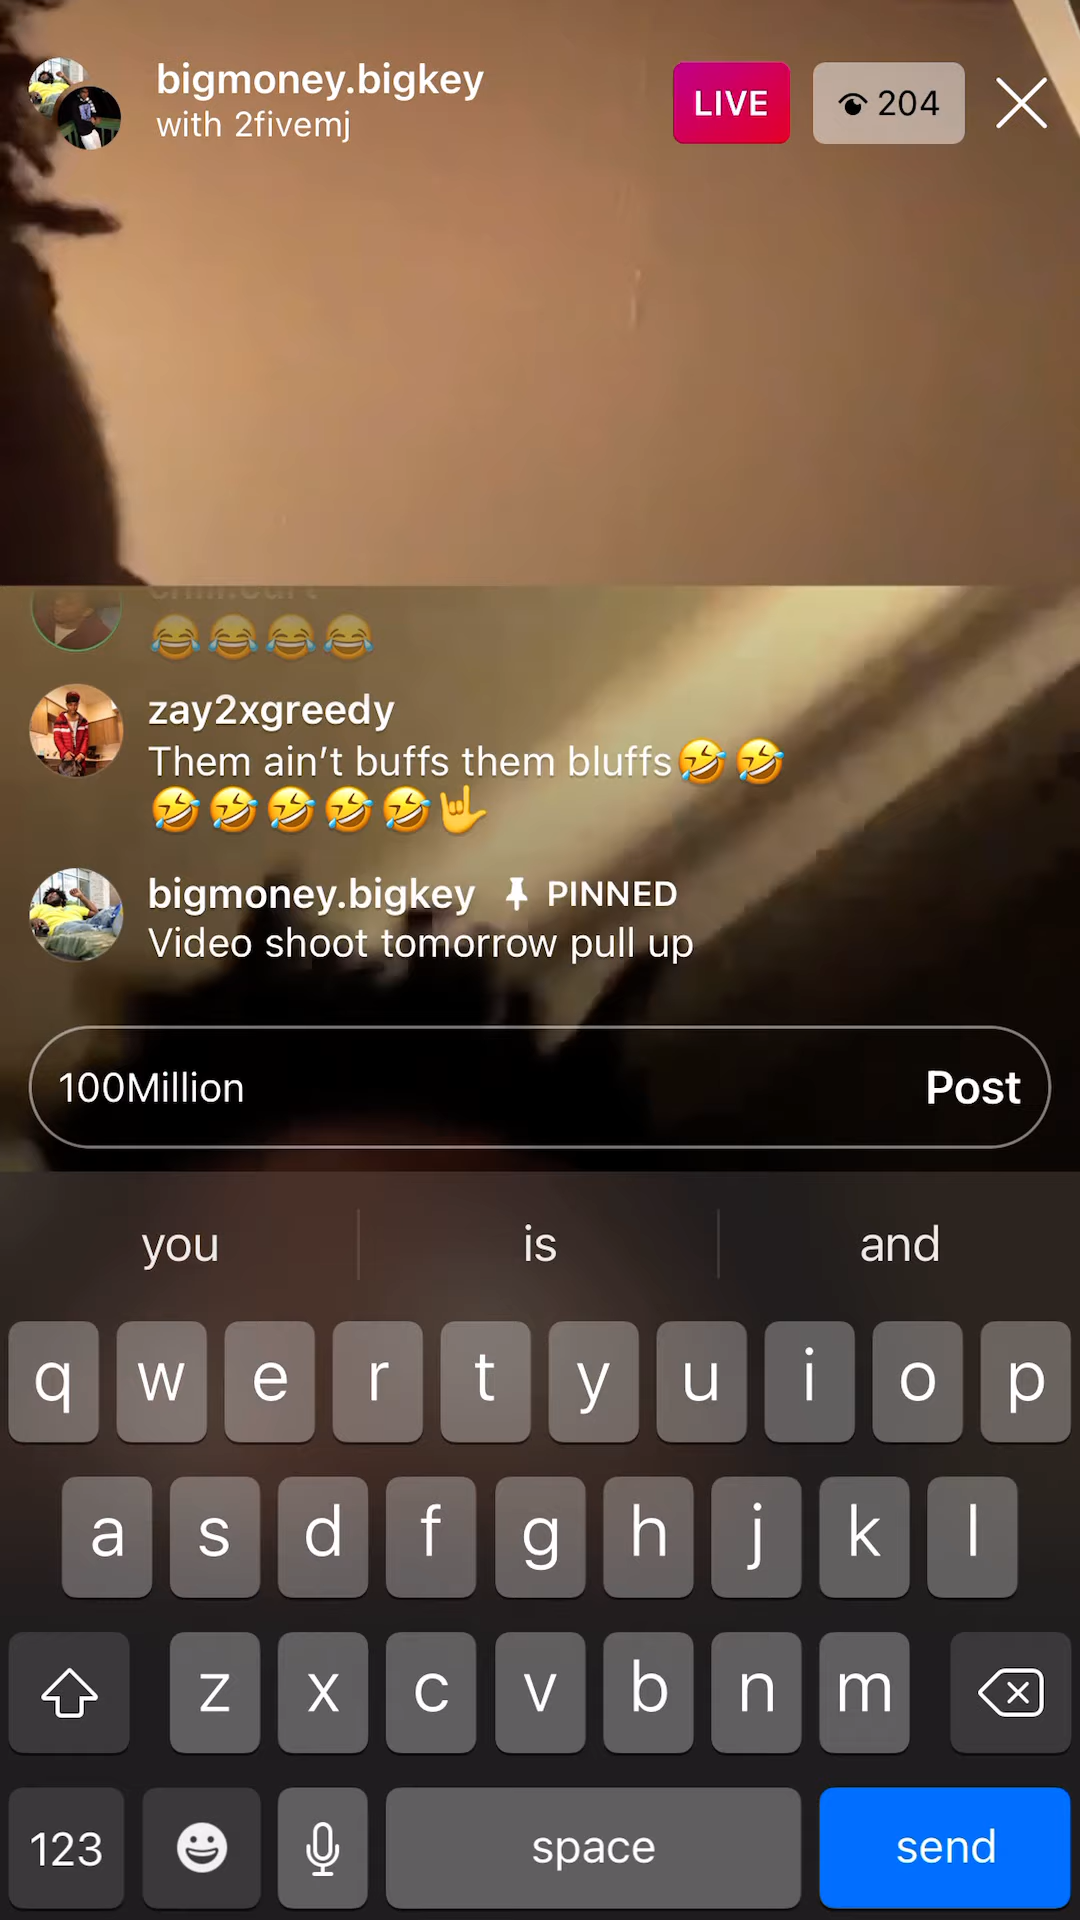 bigmoney.bigkey
with 2fivemj
LIVE
204
😂😂😂😂
zay2xgreedy
Them ain’t buffs them bluffs🤣🤣
🤣🤣🤣🤣🤣🤟
bigmoney.bigkey PINNED
Video shoot tomorrow pull up
100Million
Post
you is and
q w e r t y u i o p
a s d f g h j k l
z x c v b n m
123 space send